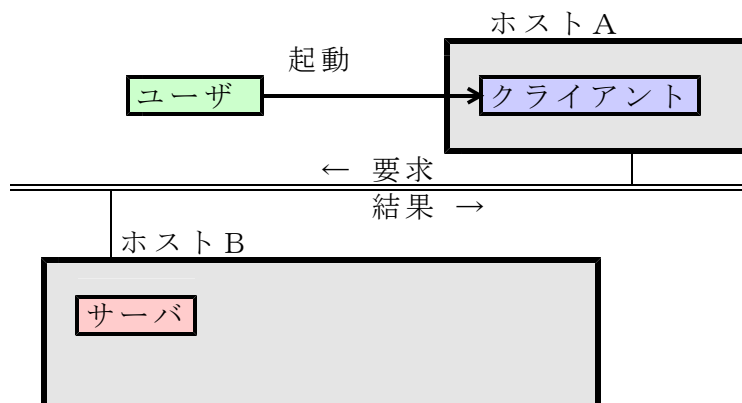 ホストA
起動
ユーザ
クライアント
← 要求
結果 →
ホストB
サーバ